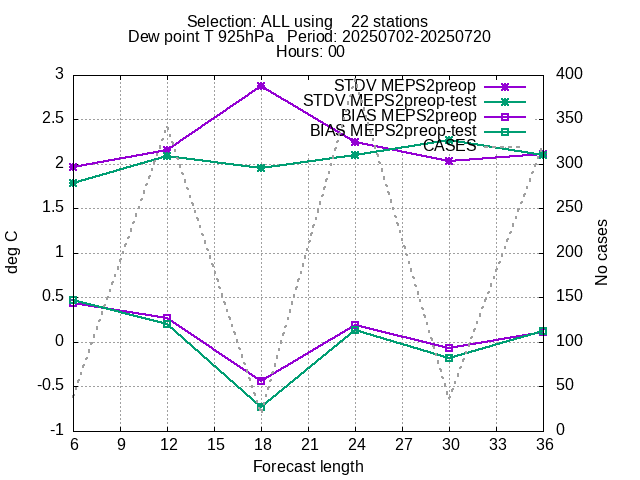 Selection: ALL using    22 stations
Dew point T 925hPa   Period: 20250702-20250720
Hours: 00
STDV MEPS2preop
STDV MEPS2preop-test
BIAS MEPS2preop
BIAS MEPS2preop-test
CASES
deg C
3
2.5
2
1.5
1
0.5
0
-0.5
-1
400
350
300
250
200
150
100
50
0
No cases
6 9 12 15 18 21 24 27 30 33 36
Forecast length